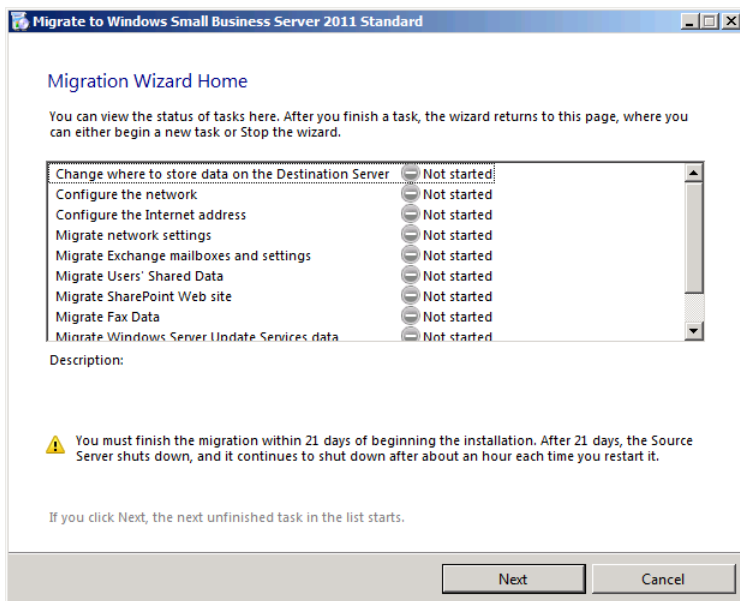 Migrate to Windows Small Business Server 2011 Standard
Migration Wizard Home
You can view the status of tasks here. After you finish a task, the wizard returns to this page, where you
can either begin a new task or Stop the wizard.
Change where to store data on the Destination Server Not started
Configure the network Not started
Configure the Internet address Not started
Migrate network settings Not started
Migrate Exchange mailboxes and settings Not started
Migrate Users' Shared Data Not started
Migrate SharePoint Web site Not started
Migrate Fax Data Not started
Migrate Windows Server Update Services data Not started
Description:
You must finish the migration within 21 days of beginning the installation. After 21 days, the Source
Server shuts down, and it continues to shut down after about an hour each time you restart it.
If you click Next, the next unfinished task in the list starts.
Next Cancel